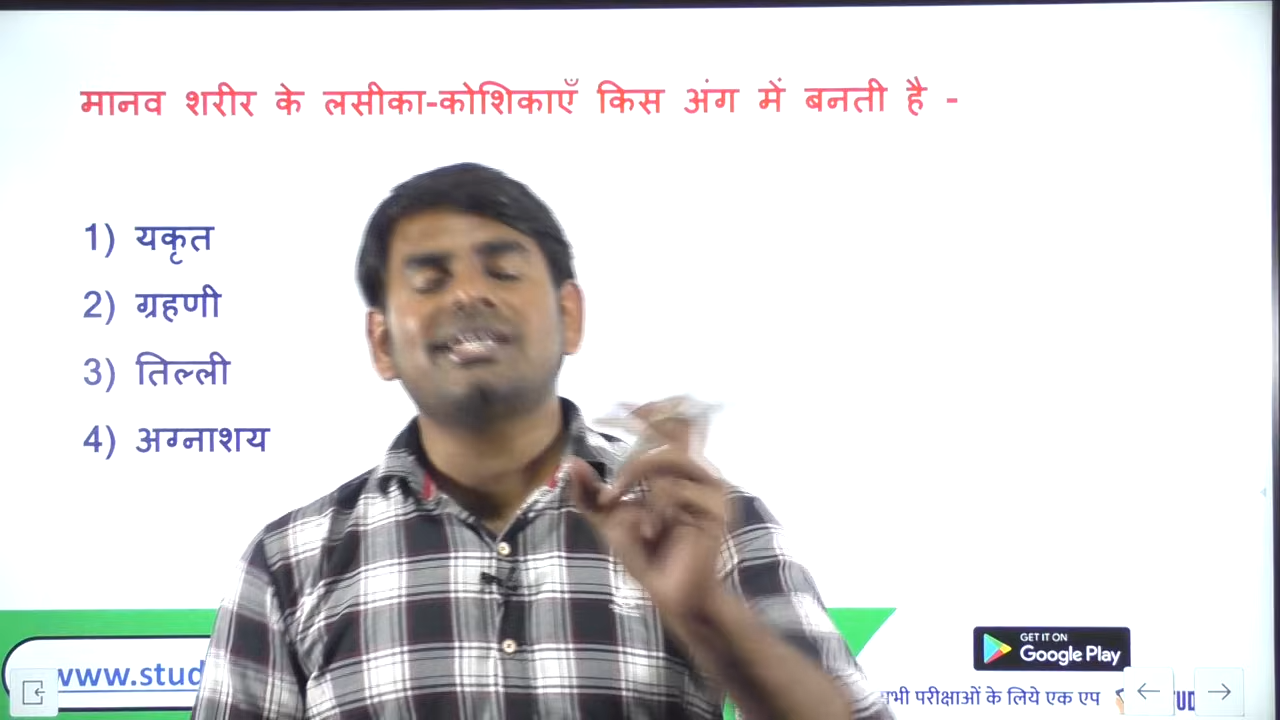 मानव शरीर के लसीका-कोशिकाएँ किस अंग में बनती है -
1) यकृत
2) ग्रहणी
3) तिल्ली
4) अग्नाशय
GET IT ON
Google Play
www.stud
परीक्षाओं के लिये एक एप